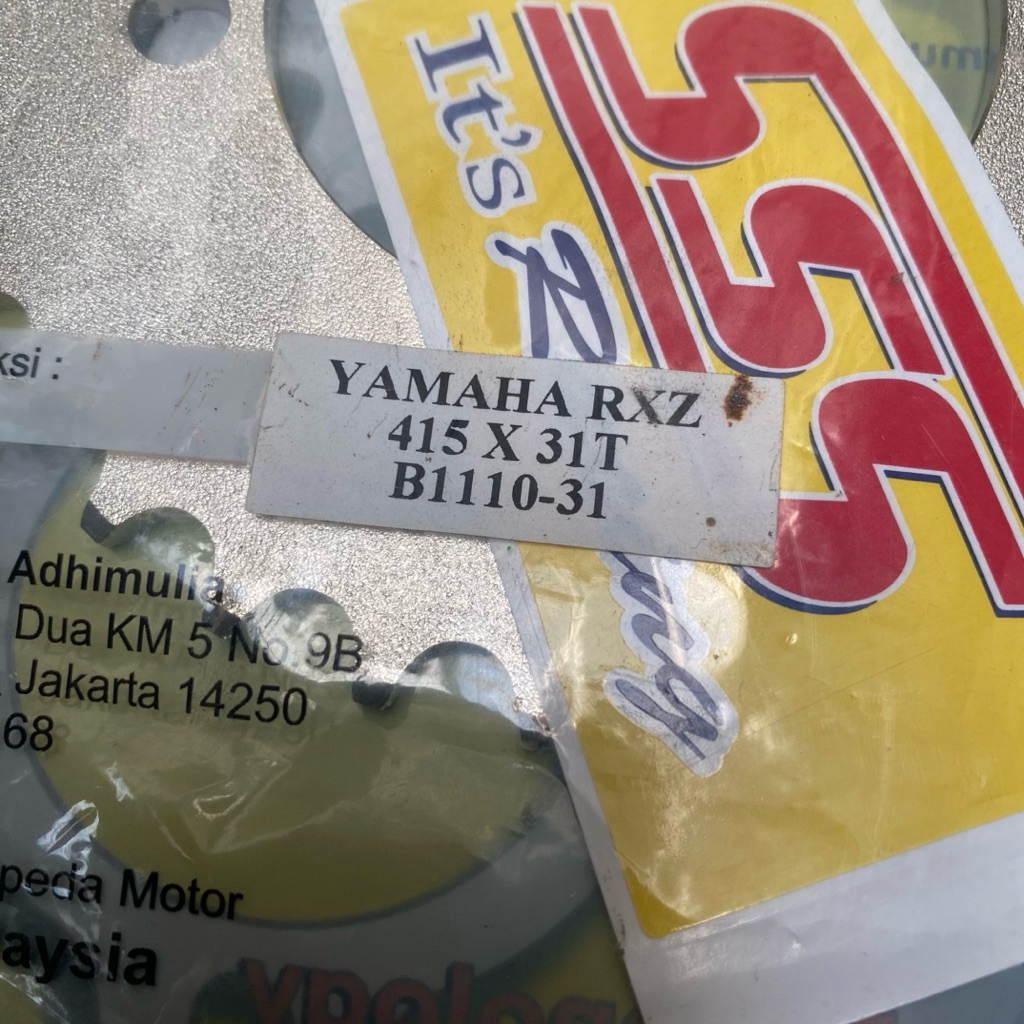 It's
SSS
ksi :
YAMAHA RXZ
415 X 31T
B1110-31
Adhimulia
Dua KM 5 No 9B
Jakarta 14250
68
peda Motor
aysia